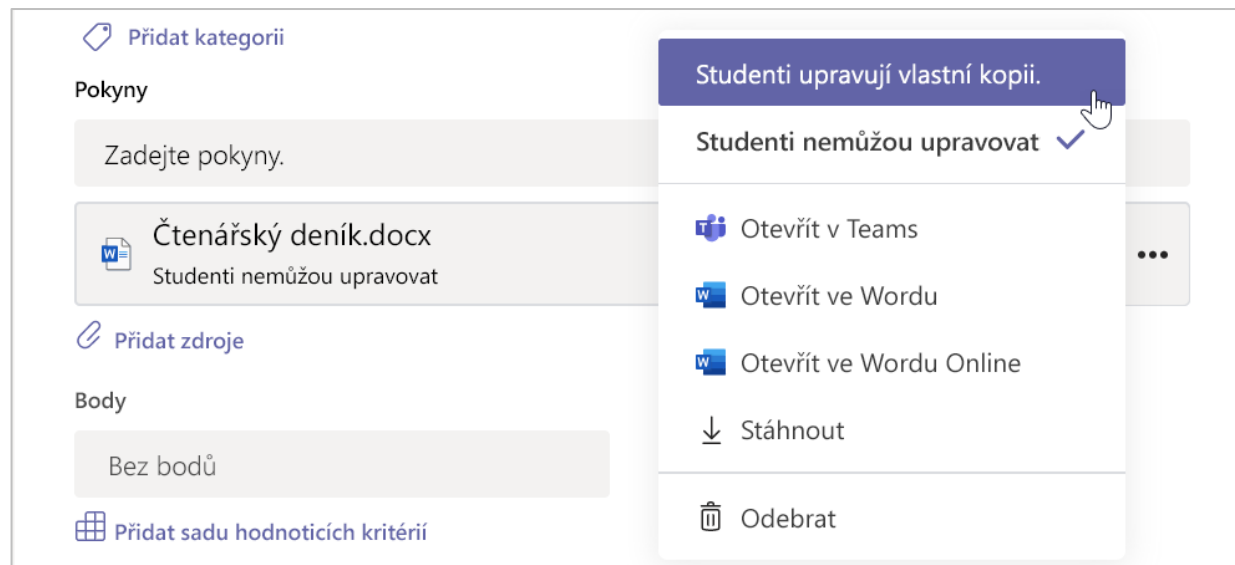 Přidat kategorii
Pokyny
Zadejte pokyny.
Čtenářský deník.docx
Studenti nemůžou upravovat
Přidat zdroje
Body
Bez bodů
Přidat sadu hodnoticích kritérií
Studenti upravují vlastní kopii.
Studenti nemůžou upravovat
Otevřít v Teams
Otevřít ve Wordu
Otevřít ve Wordu Online
Stáhnout
Odebrat